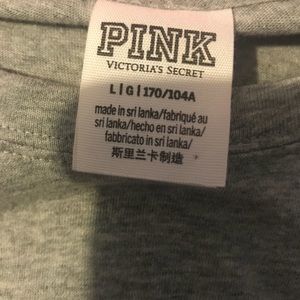 PINK
VICTORIA'S SECRET
L | G | 170/104A
made in sri lanka/fabriqué au
sri lanka/hecho en sri lanka/
fabbricato in sri lanka/
斯里兰卡制造